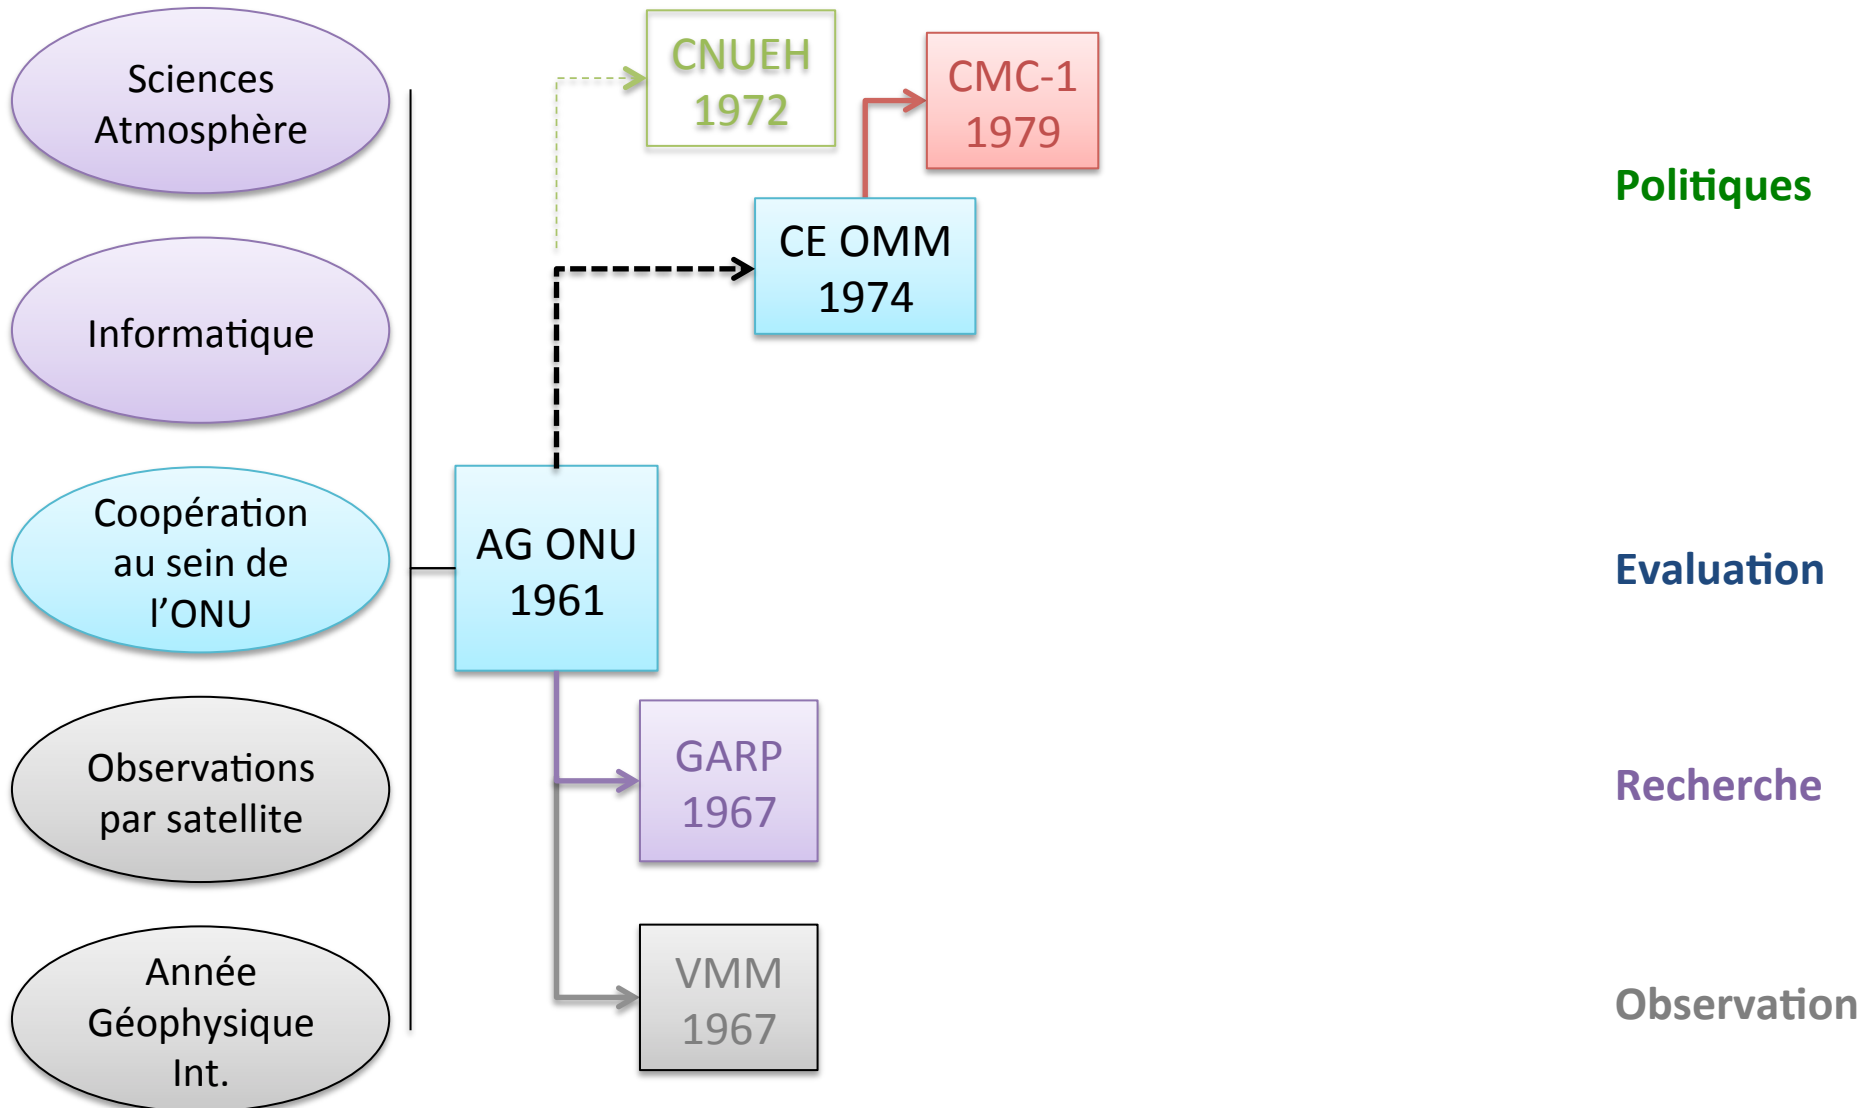 Sciences
Atmosphère
Informatique
Coopération
au sein de
l’ONU
Observations
par satellite
Année
Géophysique
Int.
AG ONU
1961
CNUEH
1972
CMC-1
1979
CE OMM
1974
GARP
1967
VMM
1967
Politiques
Evaluation
Recherche
Observation